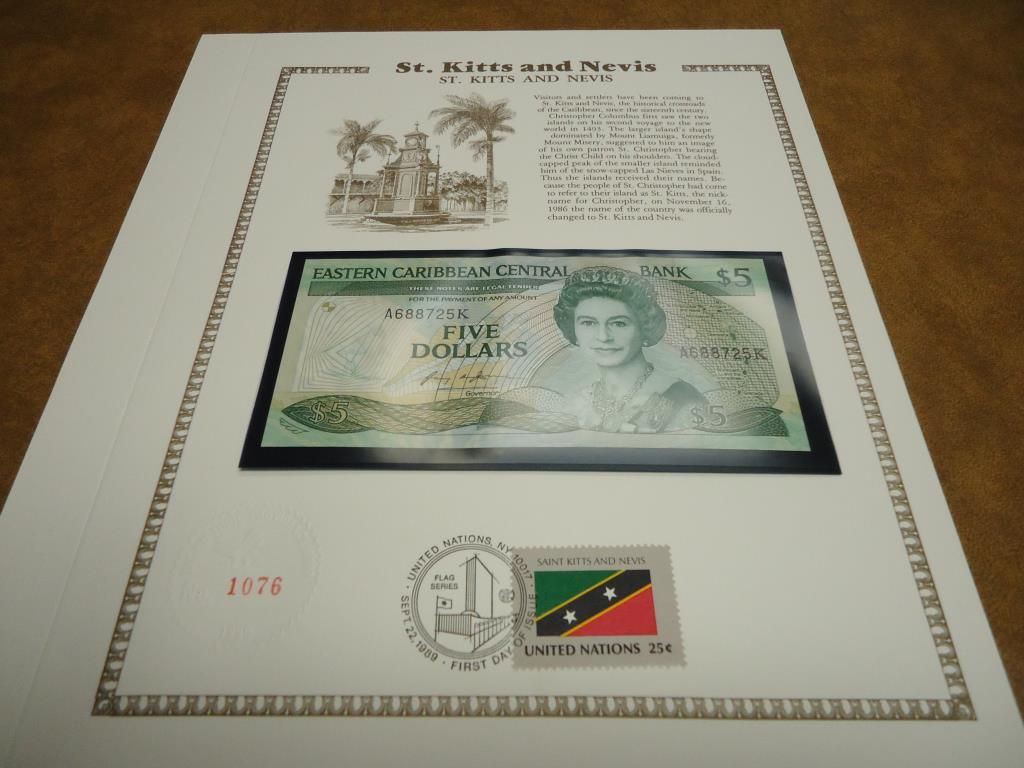 St. Kitts and Nevis
ST. KITTS AND NEVIS
Visitors and settlers have been coming to
St. Kitts and Nevis, the historical crossroads
of the Caribbean, since the sixteenth century.
Christopher Columbus first saw the two
islands on his second voyage to the new
world in 1493. The larger island's shape
dominated by Mount Liamuiga, formerly
Mount Misery, suggested to him an image
of his own patron St. Christopher bearing
the Christ Child on his shoulders. The cloud-
capped peak of the smaller island reminded
him of the snow-capped Las Nieves in Spain.
Thus the islands received their names. Be-
cause the people of St. Christopher had come
to refer to their island as St. Kitts, the nick-
name for Christopher, on November 16,
1986 the name of the country was officially
changed to St. Kitts and Nevis.
EASTERN CARIBBEAN CENTRAL BANK $5
THESE NOTES ARE LEGAL TENDER
FOR THE PAYMENT OF ANY AMOUNT
A688725K
FIVE
DOLLARS
A688725K
Governor
$5
$5
1076
UNITED NATIONS, NY 10017
FLAG
SERIES
SEPT. 22, 1989 · FIRST DAY OF ISSUE
SAINT KITTS AND NEVIS
UNITED NATIONS 25¢